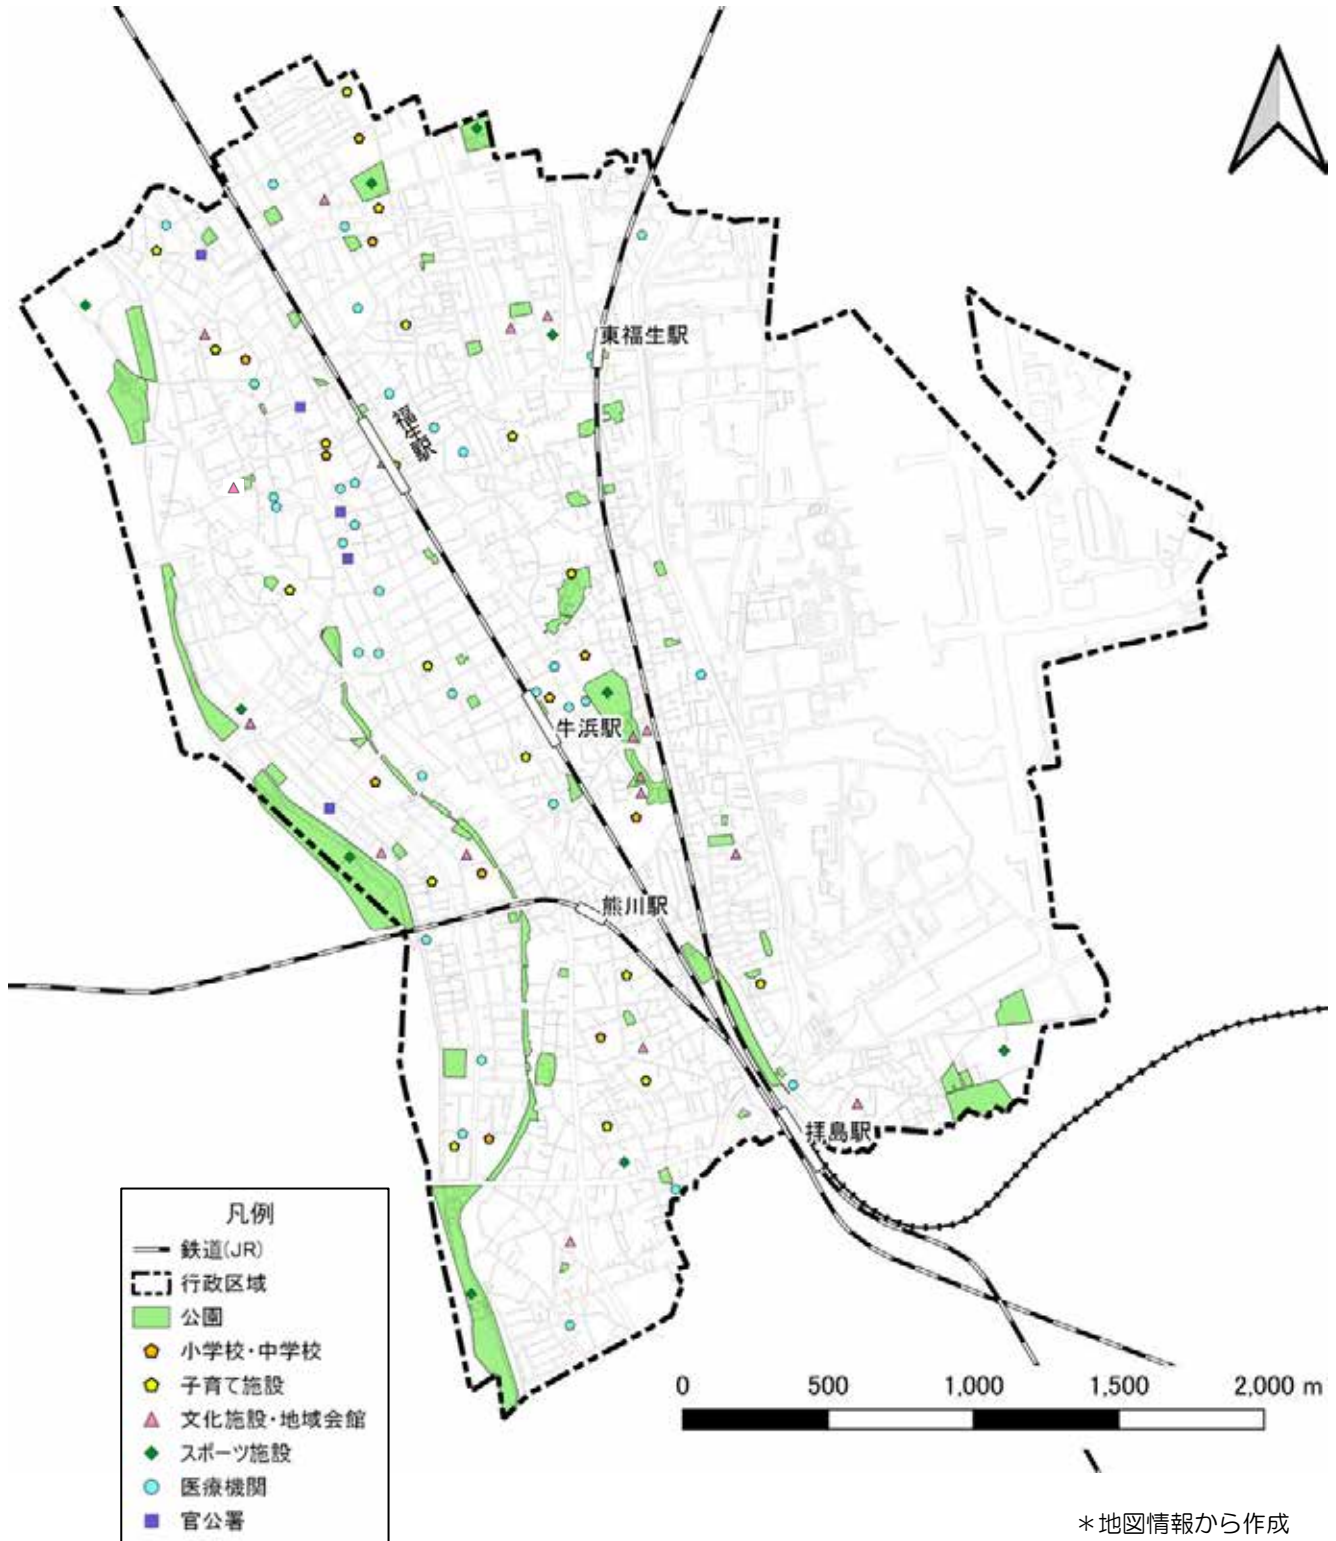 東福生駅
福生駅
牛浜駅
熊川駅
拝島駅
凡例
鉄道(JR)
行政区域
公園
小学校・中学校
子育て施設
文化施設・地域会館
スポーツ施設
医療機関
官公署
0 500 1,000 1,500 2,000 m
＊地図情報から作成